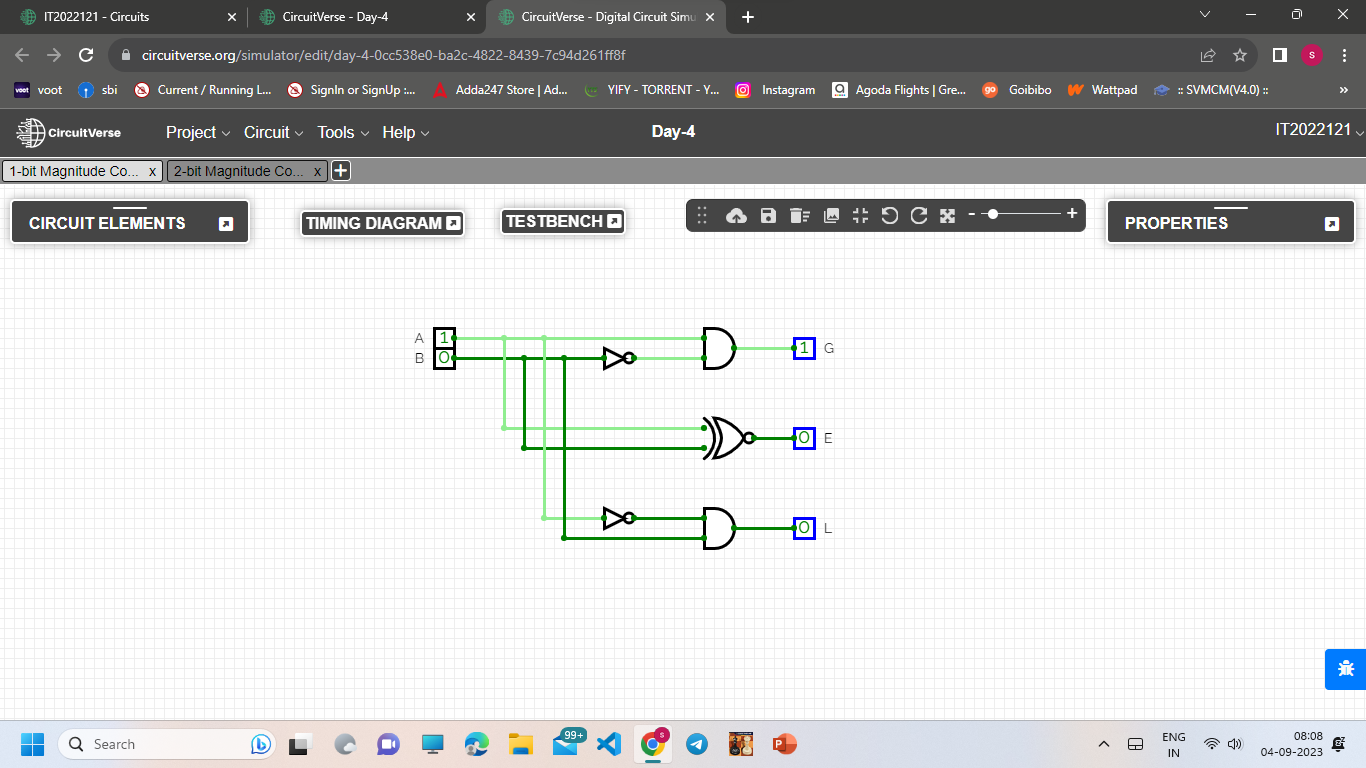 IT2022121 - Circuits
CircuitVerse - Day-4
CircuitVerse - Digital Circuit Simu
circuitverse.org/simulator/edit/day-4-0cc538e0-ba2c-4822-8439-7c94d261ff8f
S
voot voot sbi Current / Running L... SignIn or SignUp :... Adda247 Store | Ad... YIFY - TORRENT - Y... Instagram Agoda Flights | Gre... go Goibibo Wattpad :: SVMCM(V4.0) ::
CircuitVerse Project Circuit Tools Help Day-4 IT2022121
1-bit Magnitude Co... x 2-bit Magnitude Co... x
CIRCUIT ELEMENTS TIMING DIAGRAM TESTBENCH PROPERTIES
A 1
B 0
1 G
0 E
0 L
Search 99+ S ENG 08:08
IN 04-09-2023